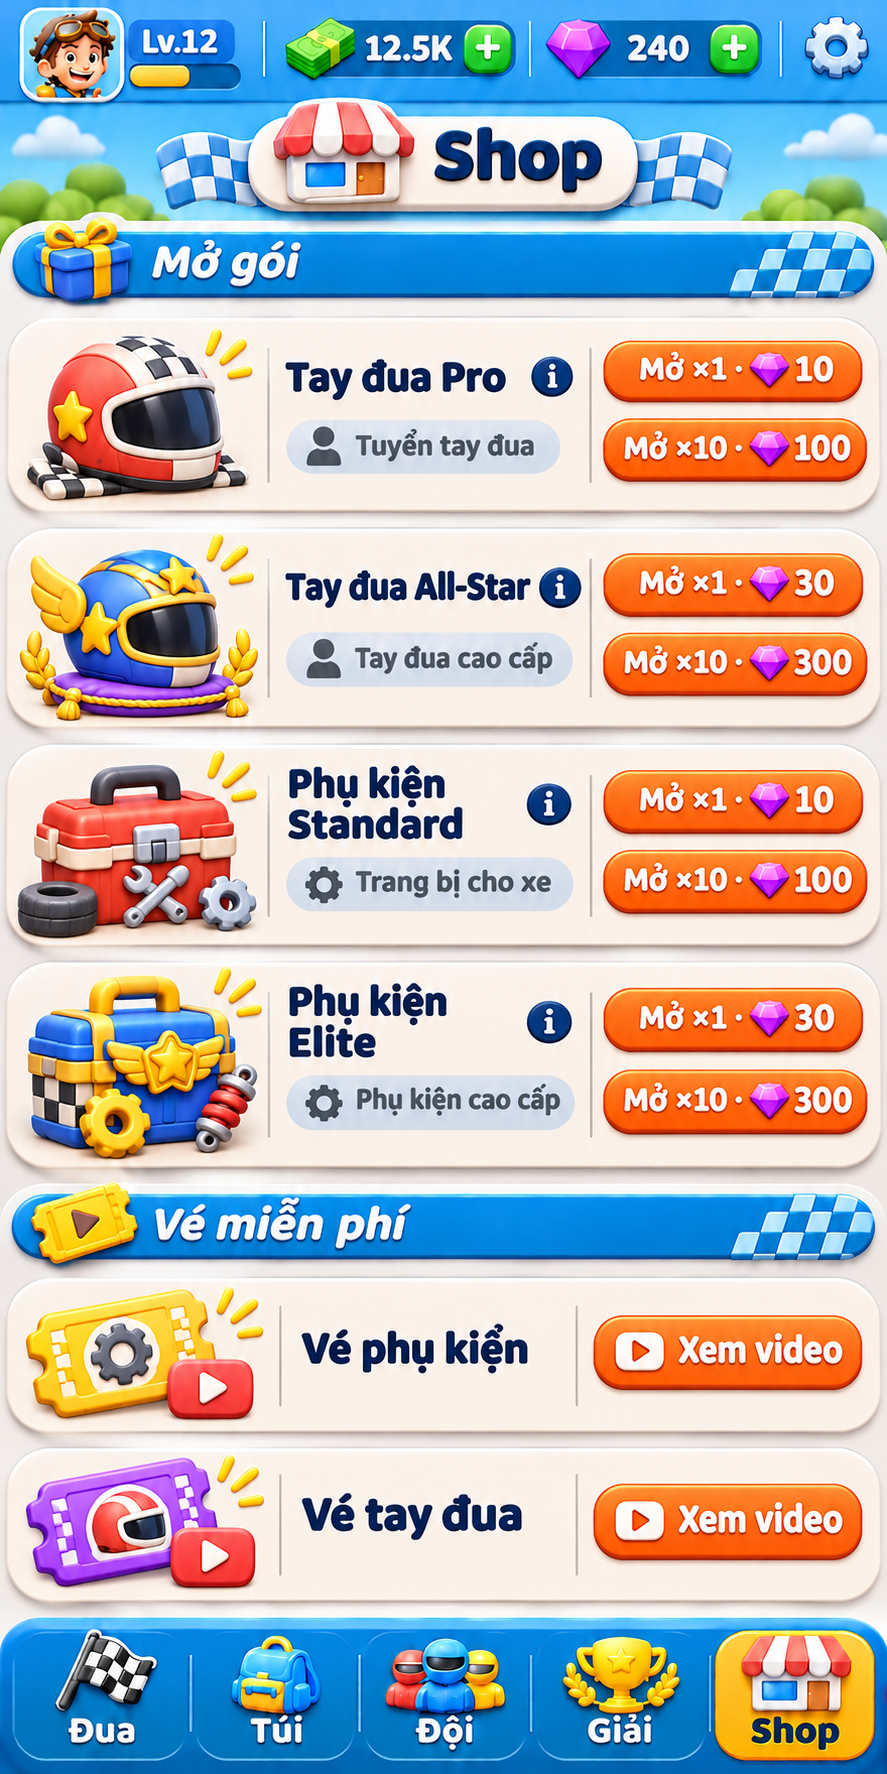 Lv.12
12.5K
240
Shop
Mở gói
Tay đua Pro
Tuyển tay đua
Mở ×1 · 10
Mở ×10 · 100
Tay đua All-Star
Tay đua cao cấp
Mở ×1 · 30
Mở ×10 · 300
Phụ kiện
Standard
Trang bị cho xe
Mở ×1 · 10
Mở ×10 · 100
Phụ kiện
Elite
Phụ kiện cao cấp
Mở ×1 · 30
Mở ×10 · 300
Vé miễn phí
Vé phụ kiển
Xem video
Vé tay đua
Xem video
Đua
Túi
Đội
Giải
Shop